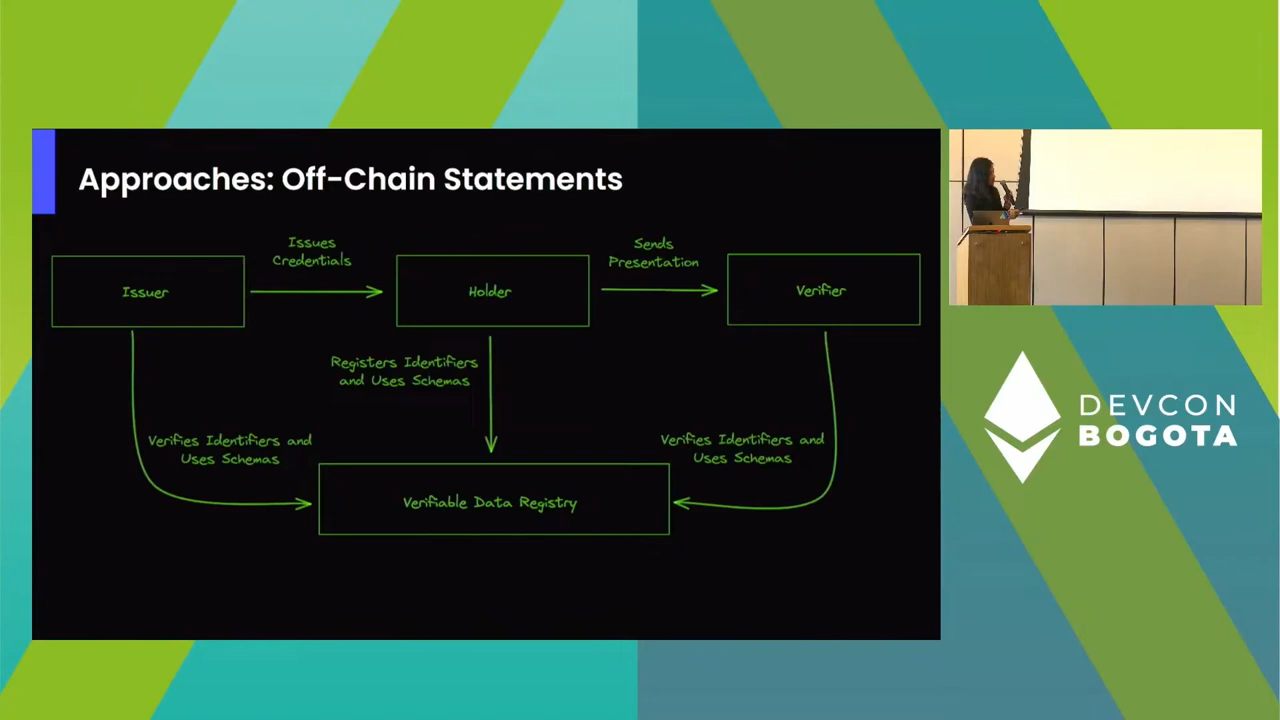 Approaches: Off-Chain Statements
Issues
Credentials
Sends
Presentation
Issuer
Holder
Verifier
Registers Identifiers
and Uses Schemas
Verifies Identifiers and
Uses Schemas
Verifies Identifiers and
Uses Schemas
Verifiable Data Registry
DEVCON
BOGOTA